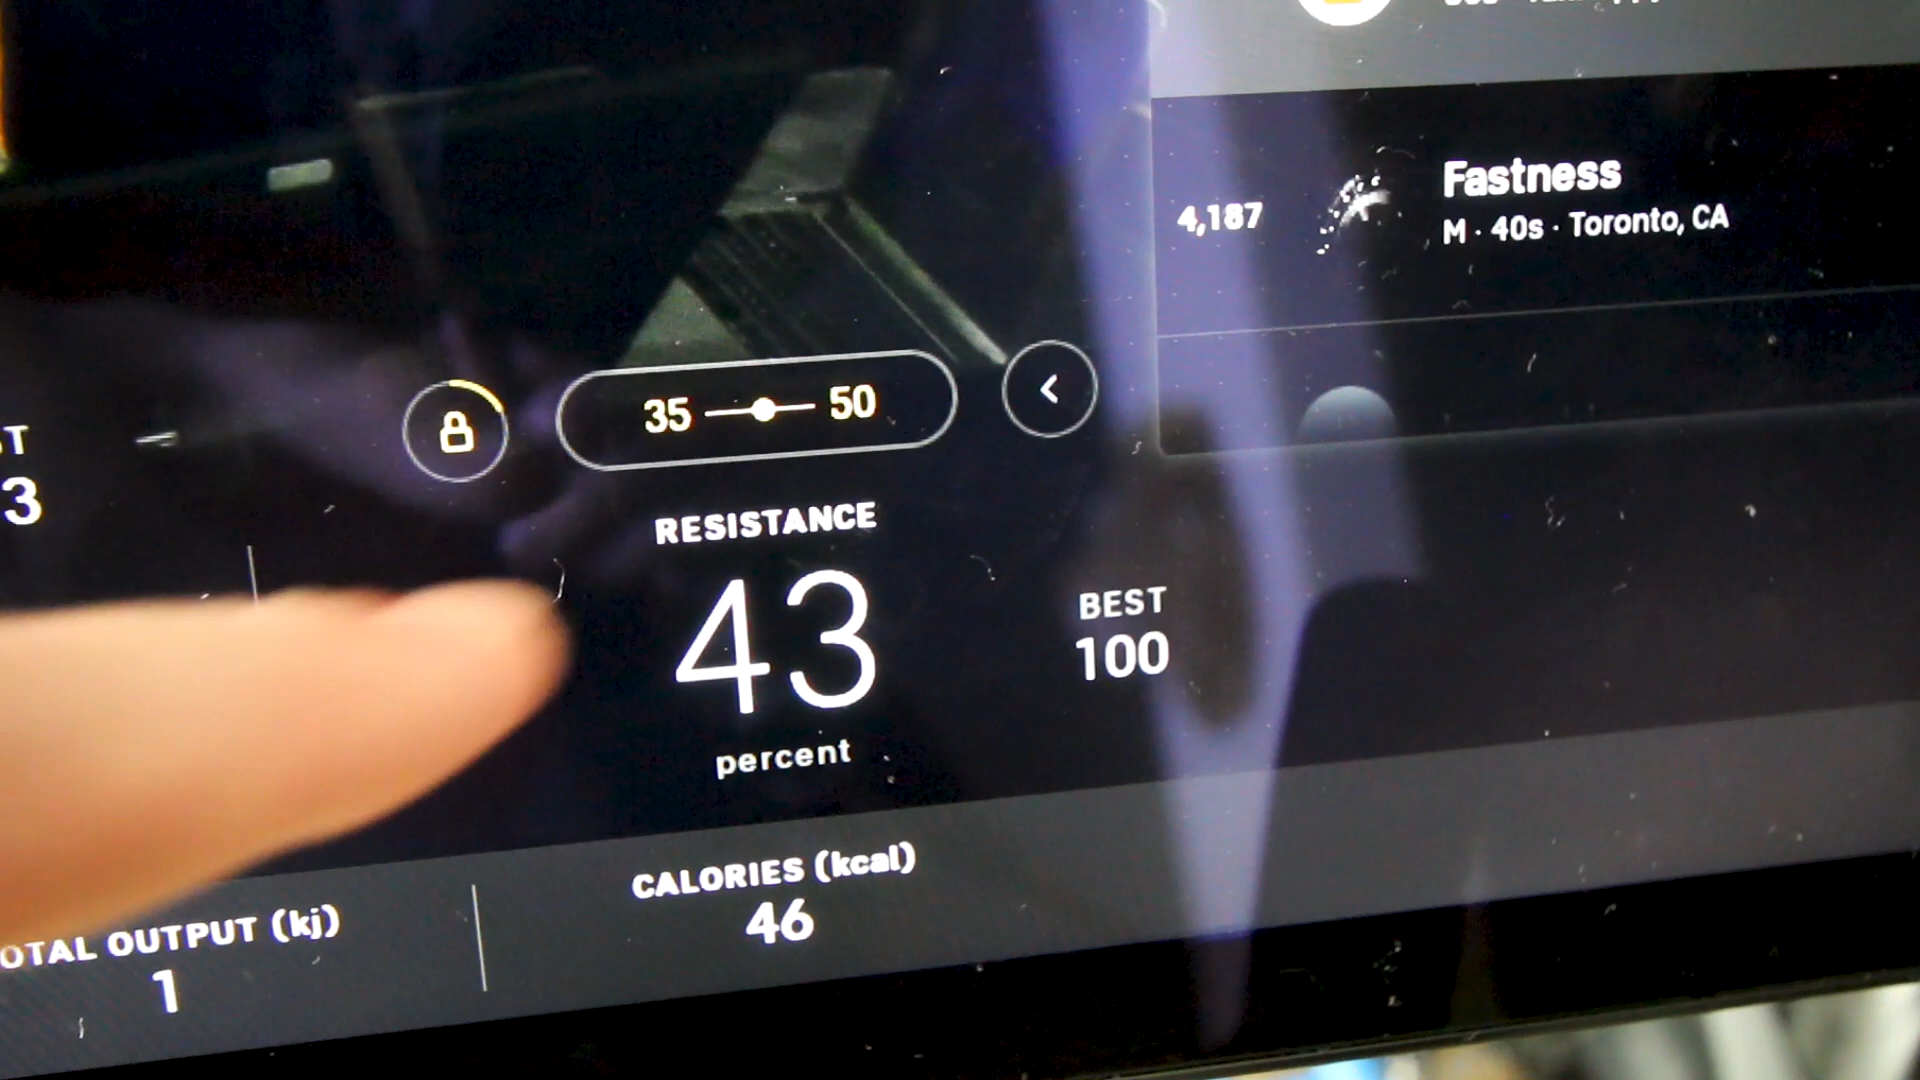 4,187
Fastness
M · 40s · Toronto, CA
35 50
3
RESISTANCE
43
percent
BEST
100
OTAL OUTPUT (kj)
1
CALORIES (kcal)
46